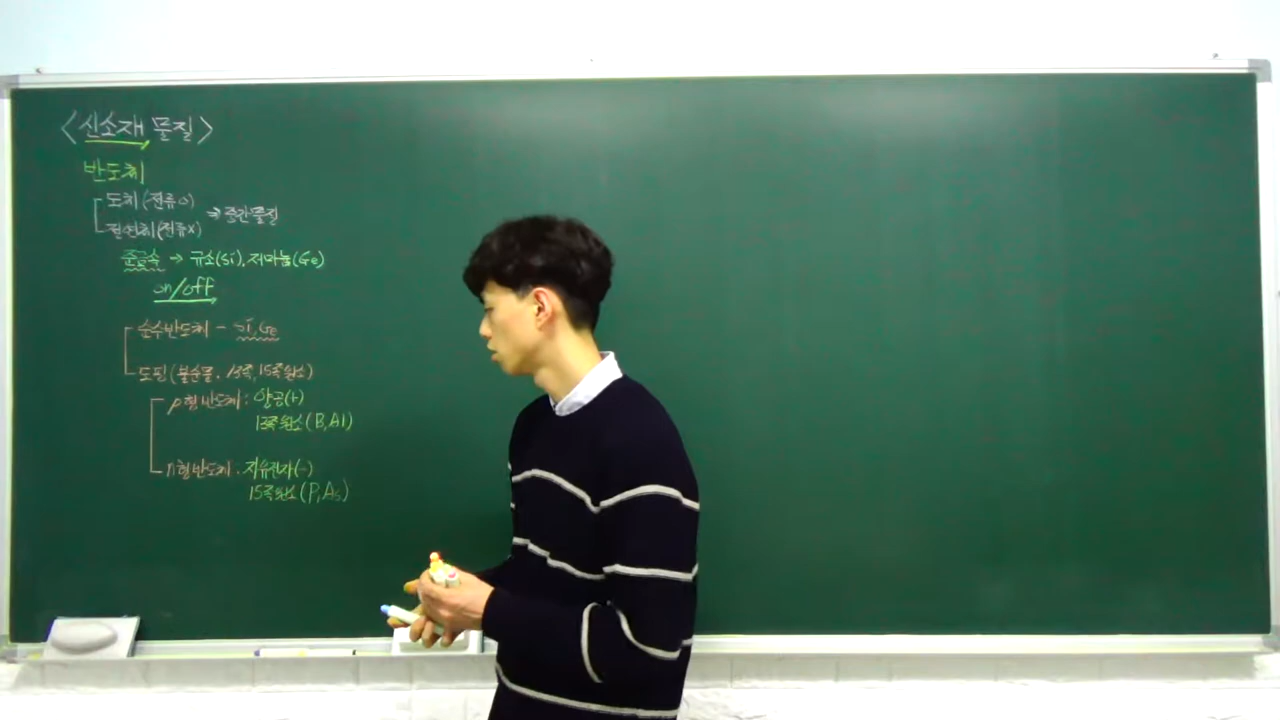 <신소재 물질>
반도체
도체(전류O)
절연체(전류X) ⇒ 중간물질
준금속 → 규소(Si), 저마늄(Ge)
on/off
순수반도체 - Si, Ge
도핑(불순물, 13족, 15족원소)
p형반도체: 양공(+)
13족원소(B, Al)
n형반도체: 자유전자(-)
15족원소(P, As)